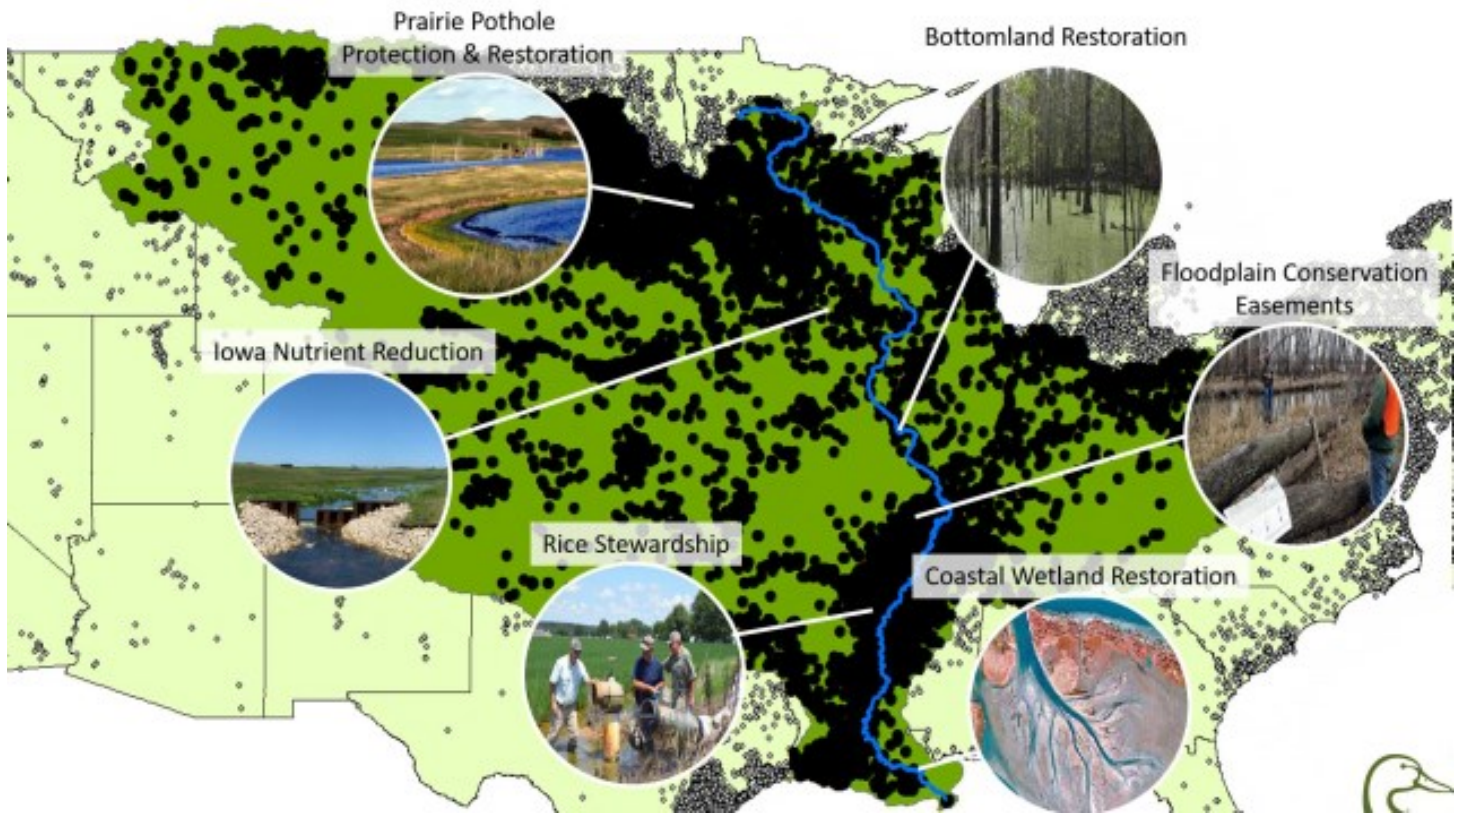 Prairie Pothole
Protection & Restoration
Bottomland Restoration
Floodplain Conservation
Easements
Iowa Nutrient Reduction
Rice Stewardship
Coastal Wetland Restoration